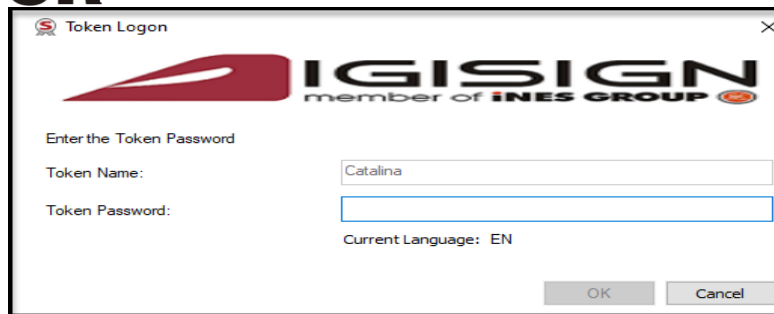 Token Logon
DIGISIGN
member of iNES GROUP
Enter the Token Password
Token Name:
Catalina
Token Password:
Current Language: EN
OK
Cancel